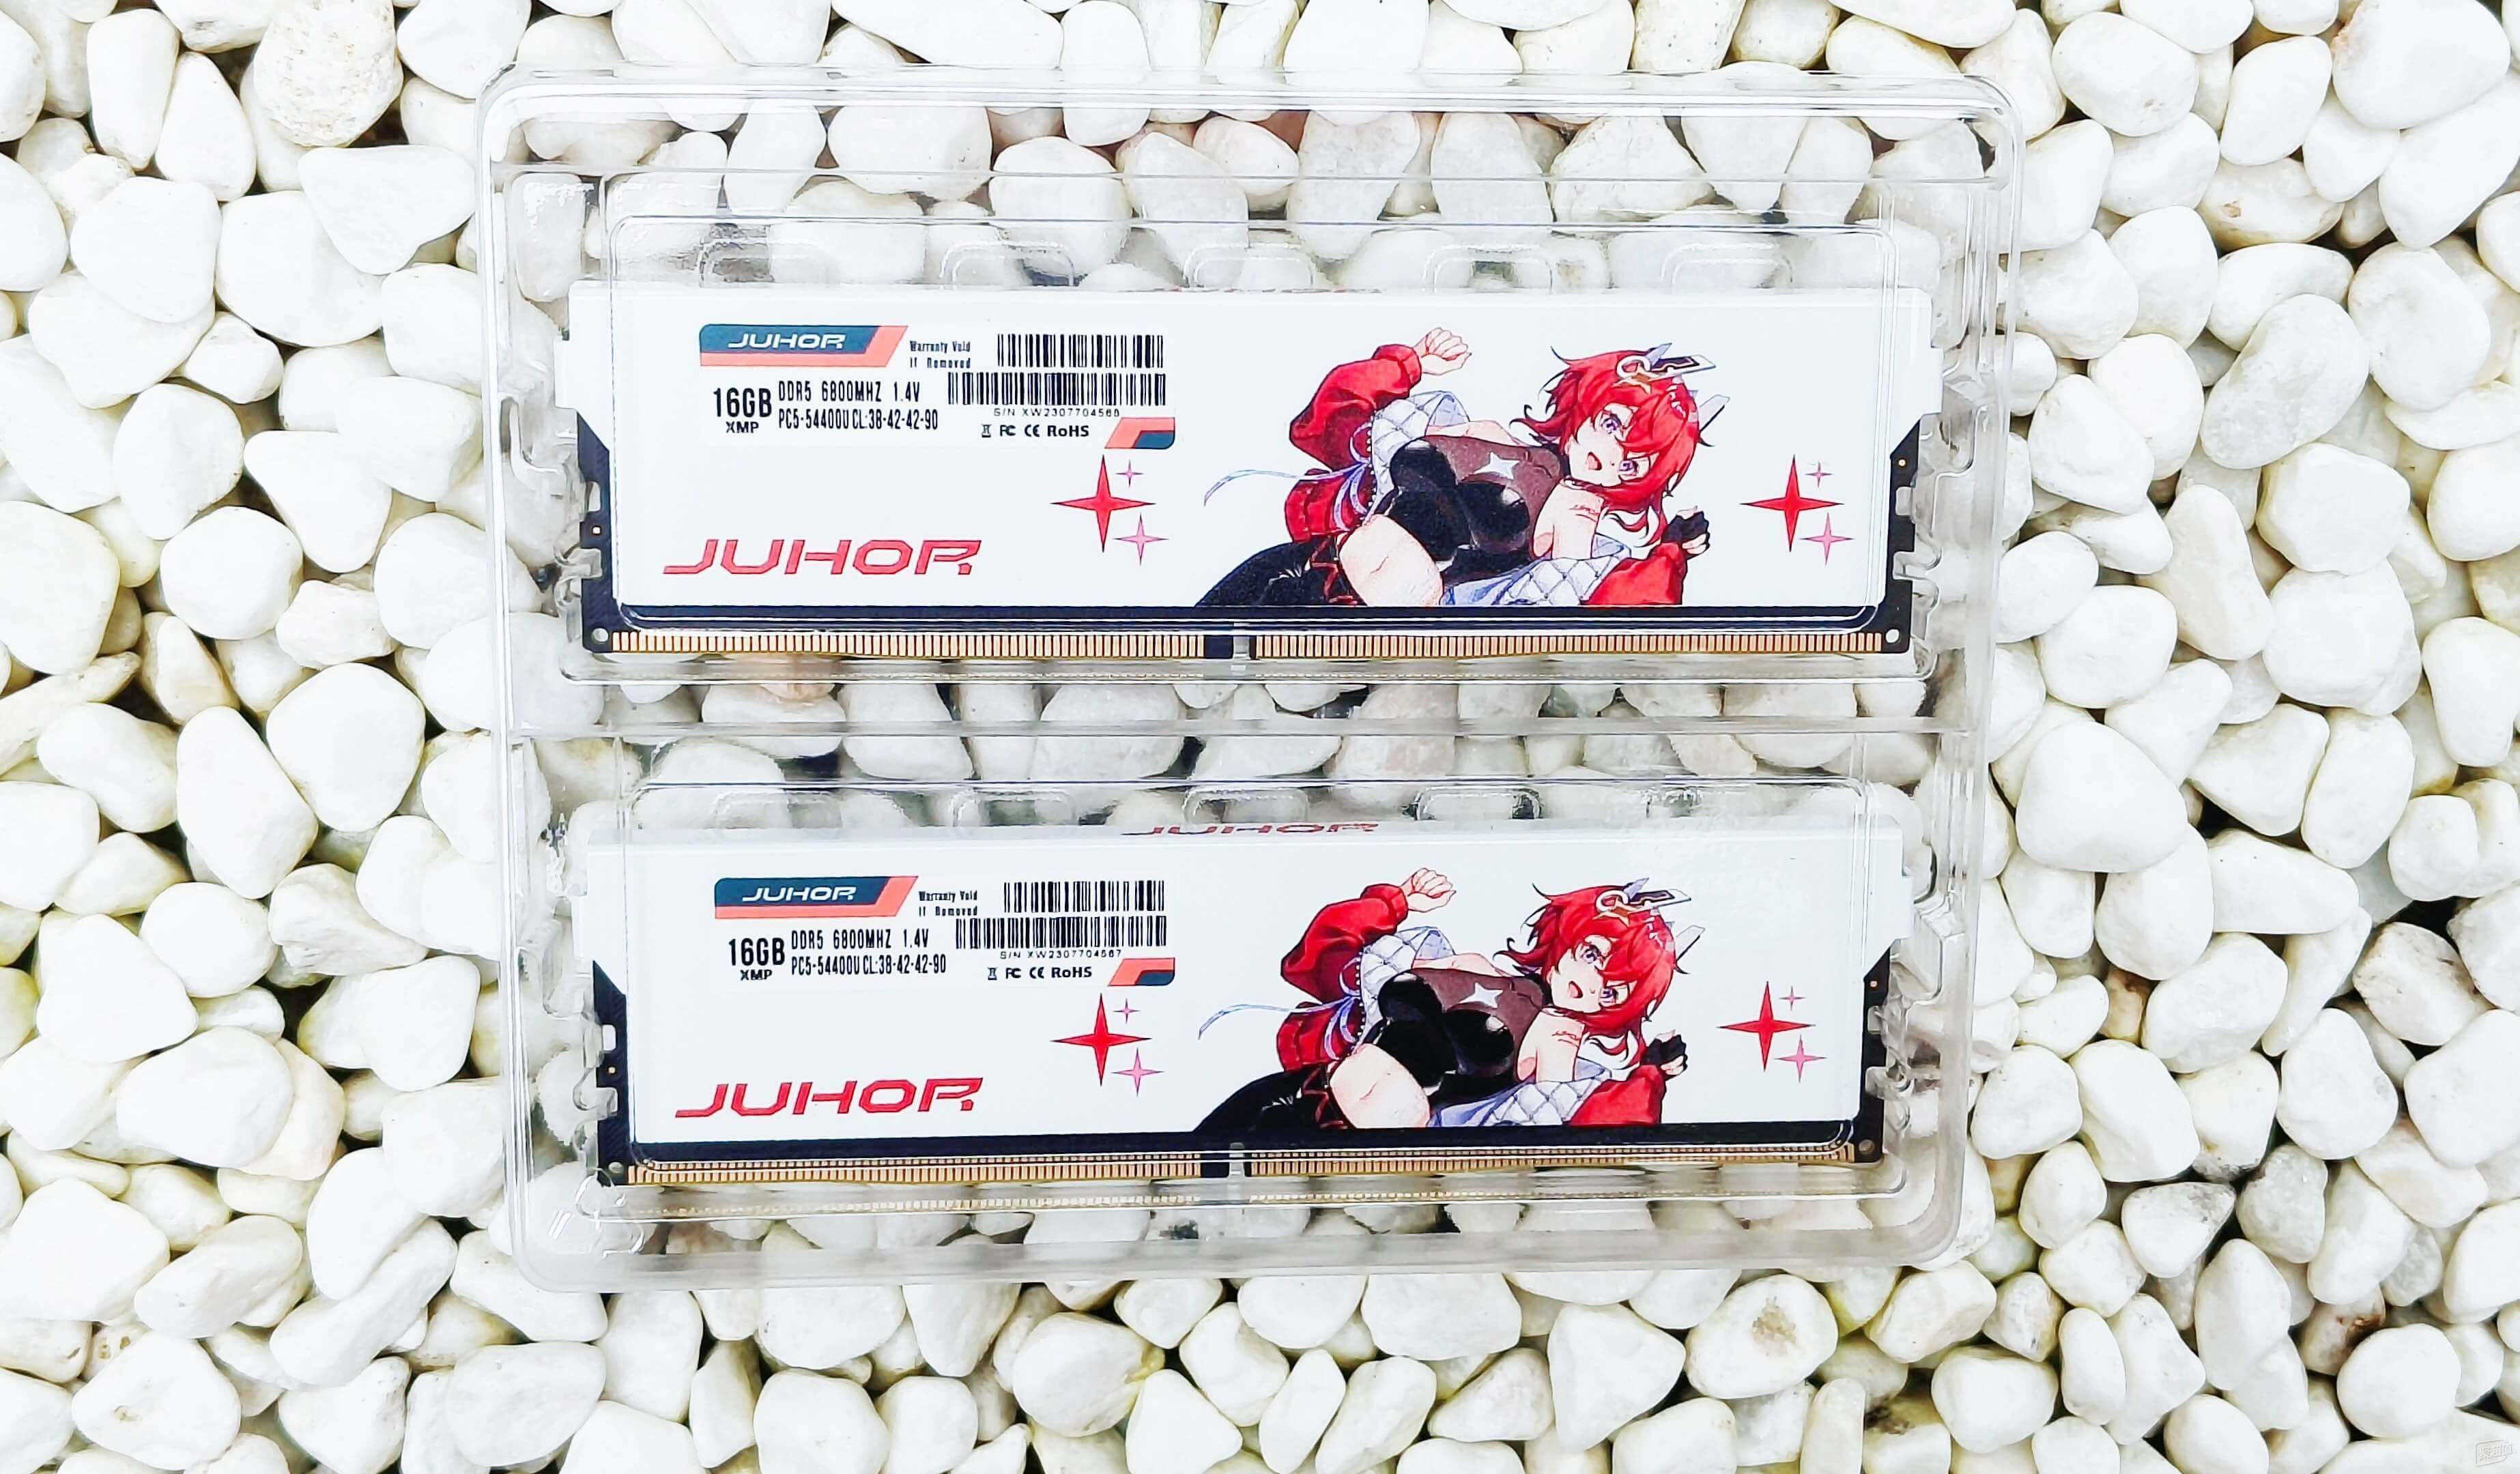 JUHOR
Warranty Void
If Removed
16GB
XMP
DDR5 6800MHZ 1.4V
PC5-54400U CL:38-42-42-90
S/N XW2307704568
FC CE RoHS
JUHOR
JUHOR
JUHOR
Warranty Void
If Removed
16GB
XMP
DDR5 6800MHZ 1.4V
PC5-54400U CL:38-42-42-90
S/N XW2307704567
FC CE RoHS
JUHOR